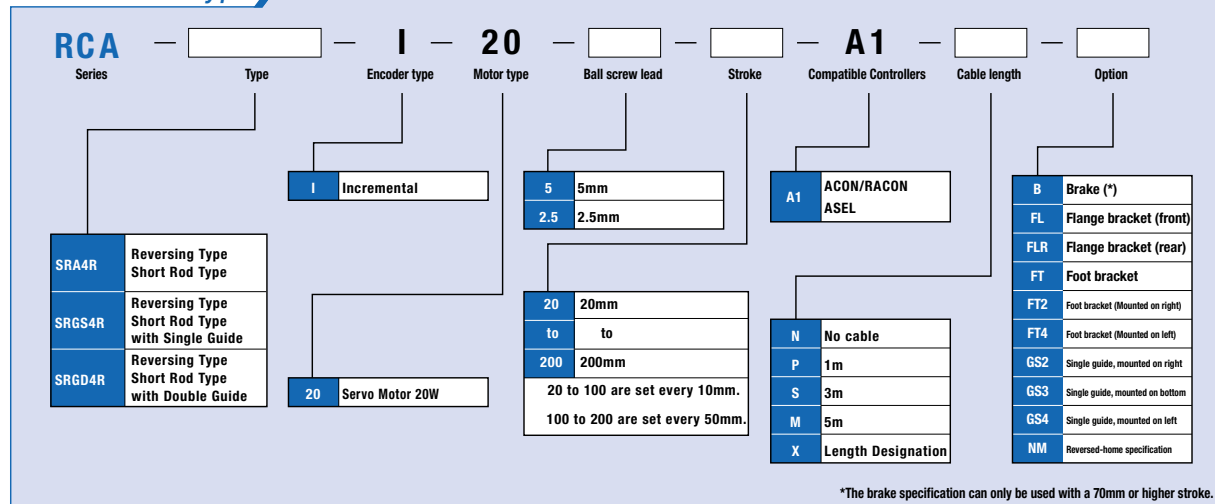 RCA — — I — 20 — — — A1 — —
Series Type Encoder type Motor type Ball screw lead Stroke Compatible Controllers Cable length Option
SRA4R Reversing Type
Short Rod Type
SRGS4R Reversing Type
Short Rod Type
with Single Guide
SRGD4R Reversing Type
Short Rod Type
with Double Guide
I Incremental
20 Servo Motor 20W
5 5mm
2.5 2.5mm
20 20mm
to to
200 200mm
20 to 100 are set every 10mm.
100 to 200 are set every 50mm.
A1 ACON/RACON
ASEL
N No cable
P 1m
S 3m
M 5m
X Length Designation
B Brake (*)
FL Flange bracket (front)
FLR Flange bracket (rear)
FT Foot bracket
FT2 Foot bracket (Mounted on right)
FT4 Foot bracket (Mounted on left)
GS2 Single guide, mounted on right
GS3 Single guide, mounted on bottom
GS4 Single guide, mounted on left
NM Reversed-home specification
*The brake specification can only be used with a 70mm or higher stroke.